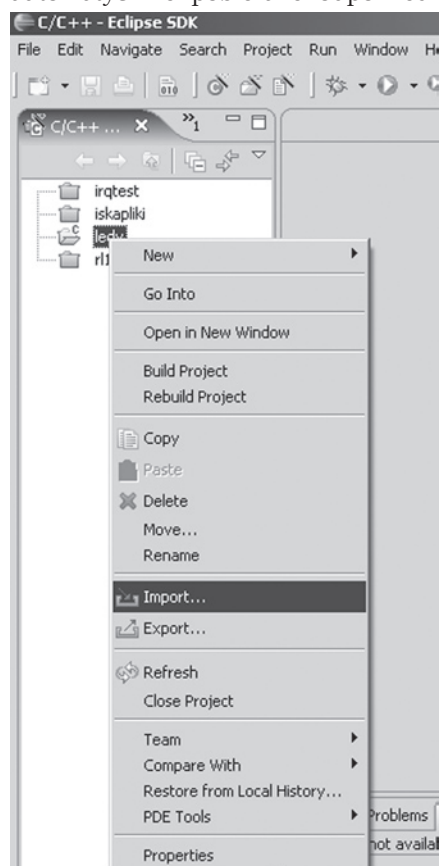 C/C++ - Eclipse SDK
File Edit Navigate Search Project Run Window
C/C++ ...
irqtest
iskapliki
ledy
New
Go Into
Open in New Window
Build Project
Rebuild Project
Copy
Paste
Delete
Move...
Rename
Import...
Export...
Refresh
Close Project
Team
Compare With
Restore from Local History...
PDE Tools
Problems
not
Properties